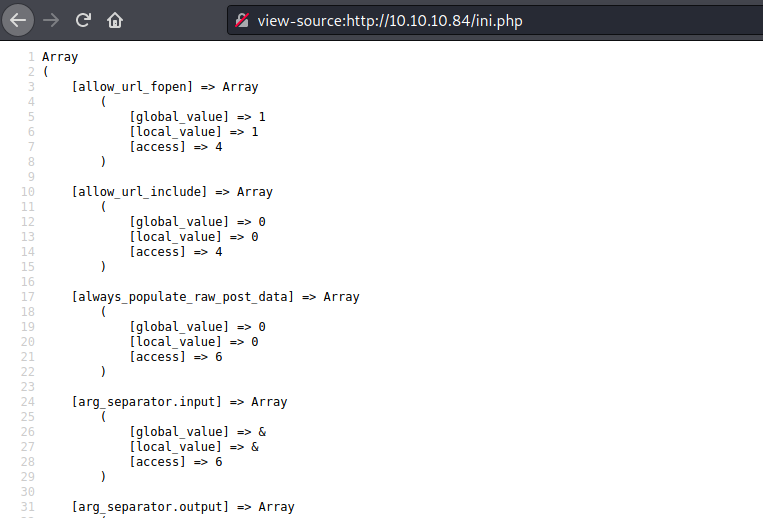 view-source:http://10.10.10.84/ini.php
1 Array
2 (
3     [allow_url_fopen] => Array
4         (
5             [global_value] => 1
6             [local_value] => 1
7             [access] => 4
8         )
9
10     [allow_url_include] => Array
11         (
12             [global_value] => 0
13             [local_value] => 0
14             [access] => 4
15         )
16
17     [always_populate_raw_post_data] => Array
18         (
19             [global_value] => 0
20             [local_value] => 0
21             [access] => 6
22         )
23
24     [arg_separator.input] => Array
25         (
26             [global_value] => &
27             [local_value] => &
28             [access] => 6
29         )
30
31     [arg_separator.output] => Array